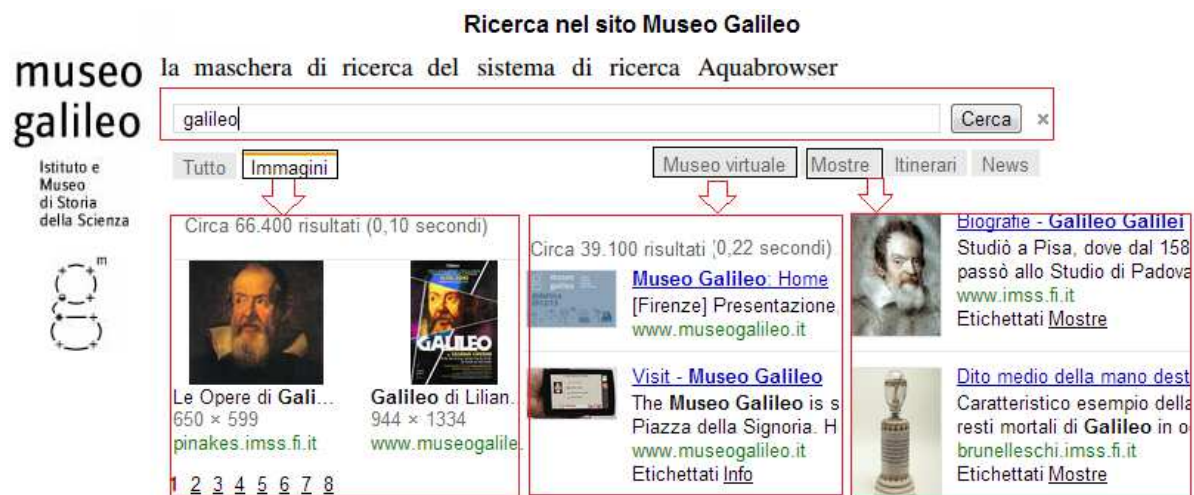 Ricerca nel sito Museo Galileo
museo
galileo
Istituto e
Museo
di Storia
della Scienza
m
la maschera di ricerca del sistema di ricerca Aquabrowser
galileo
Cerca ×
Tutto Immagini Museo virtuale Mostre Itinerari News
Circa 66.400 risultati (0,10 secondi)
GALILEO
Le Opere di Gali...
650 × 599
pinakes.imss.fi.it
Galileo di Lilian.
944 × 1334
www.museogalile.
1 2 3 4 5 6 7 8
Circa 39.100 risultati (0,22 secondi)
museo
galileo
Museo Galileo: Home
[Firenze] Presentazione
www.museogalileo.it
Visit - Museo Galileo
The Museo Galileo is s
Piazza della Signoria. H
www.museogalileo.it
Etichettati Info
Biografie - Galileo Galilei
Studiò a Pisa, dove dal 158
passò allo Studio di Padova
www.imss.fi.it
Etichettati Mostre
Dito medio della mano dest
Caratteristico esempio della
resti mortali di Galileo in o
brunelleschi.imss.fi.it
Etichettati Mostre